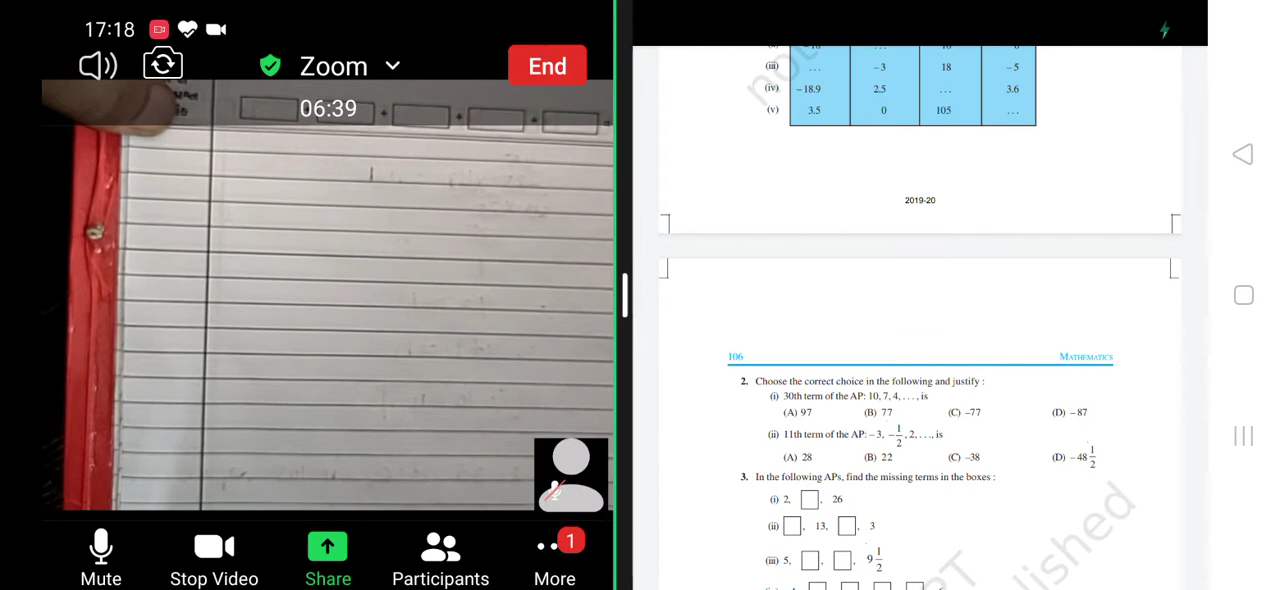 17:18
Zoom
End
06:39
Mute
Stop Video
Share
Participants
More
1
(iii) ... – 3 18 – 5
(iv) – 18.9 2.5 ... 3.6
(v) 3.5 0 105 ...
not
2019-20
106 MATHEMATICS
2. Choose the correct choice in the following and justify :
(i) 30th term of the AP: 10, 7, 4, . . . , is
(A) 97 (B) 77 (C) –77 (D) – 87
(ii) 11th term of the AP: – 3, – 1/2, 2, . . ., is
(A) 28 (B) 22 (C) –38 (D) – 48 1/2
3. In the following APs, find the missing terms in the boxes :
(i) 2, □, 26
(ii) □, 13, □, 3
(iii) 5, □, □, 9 1/2